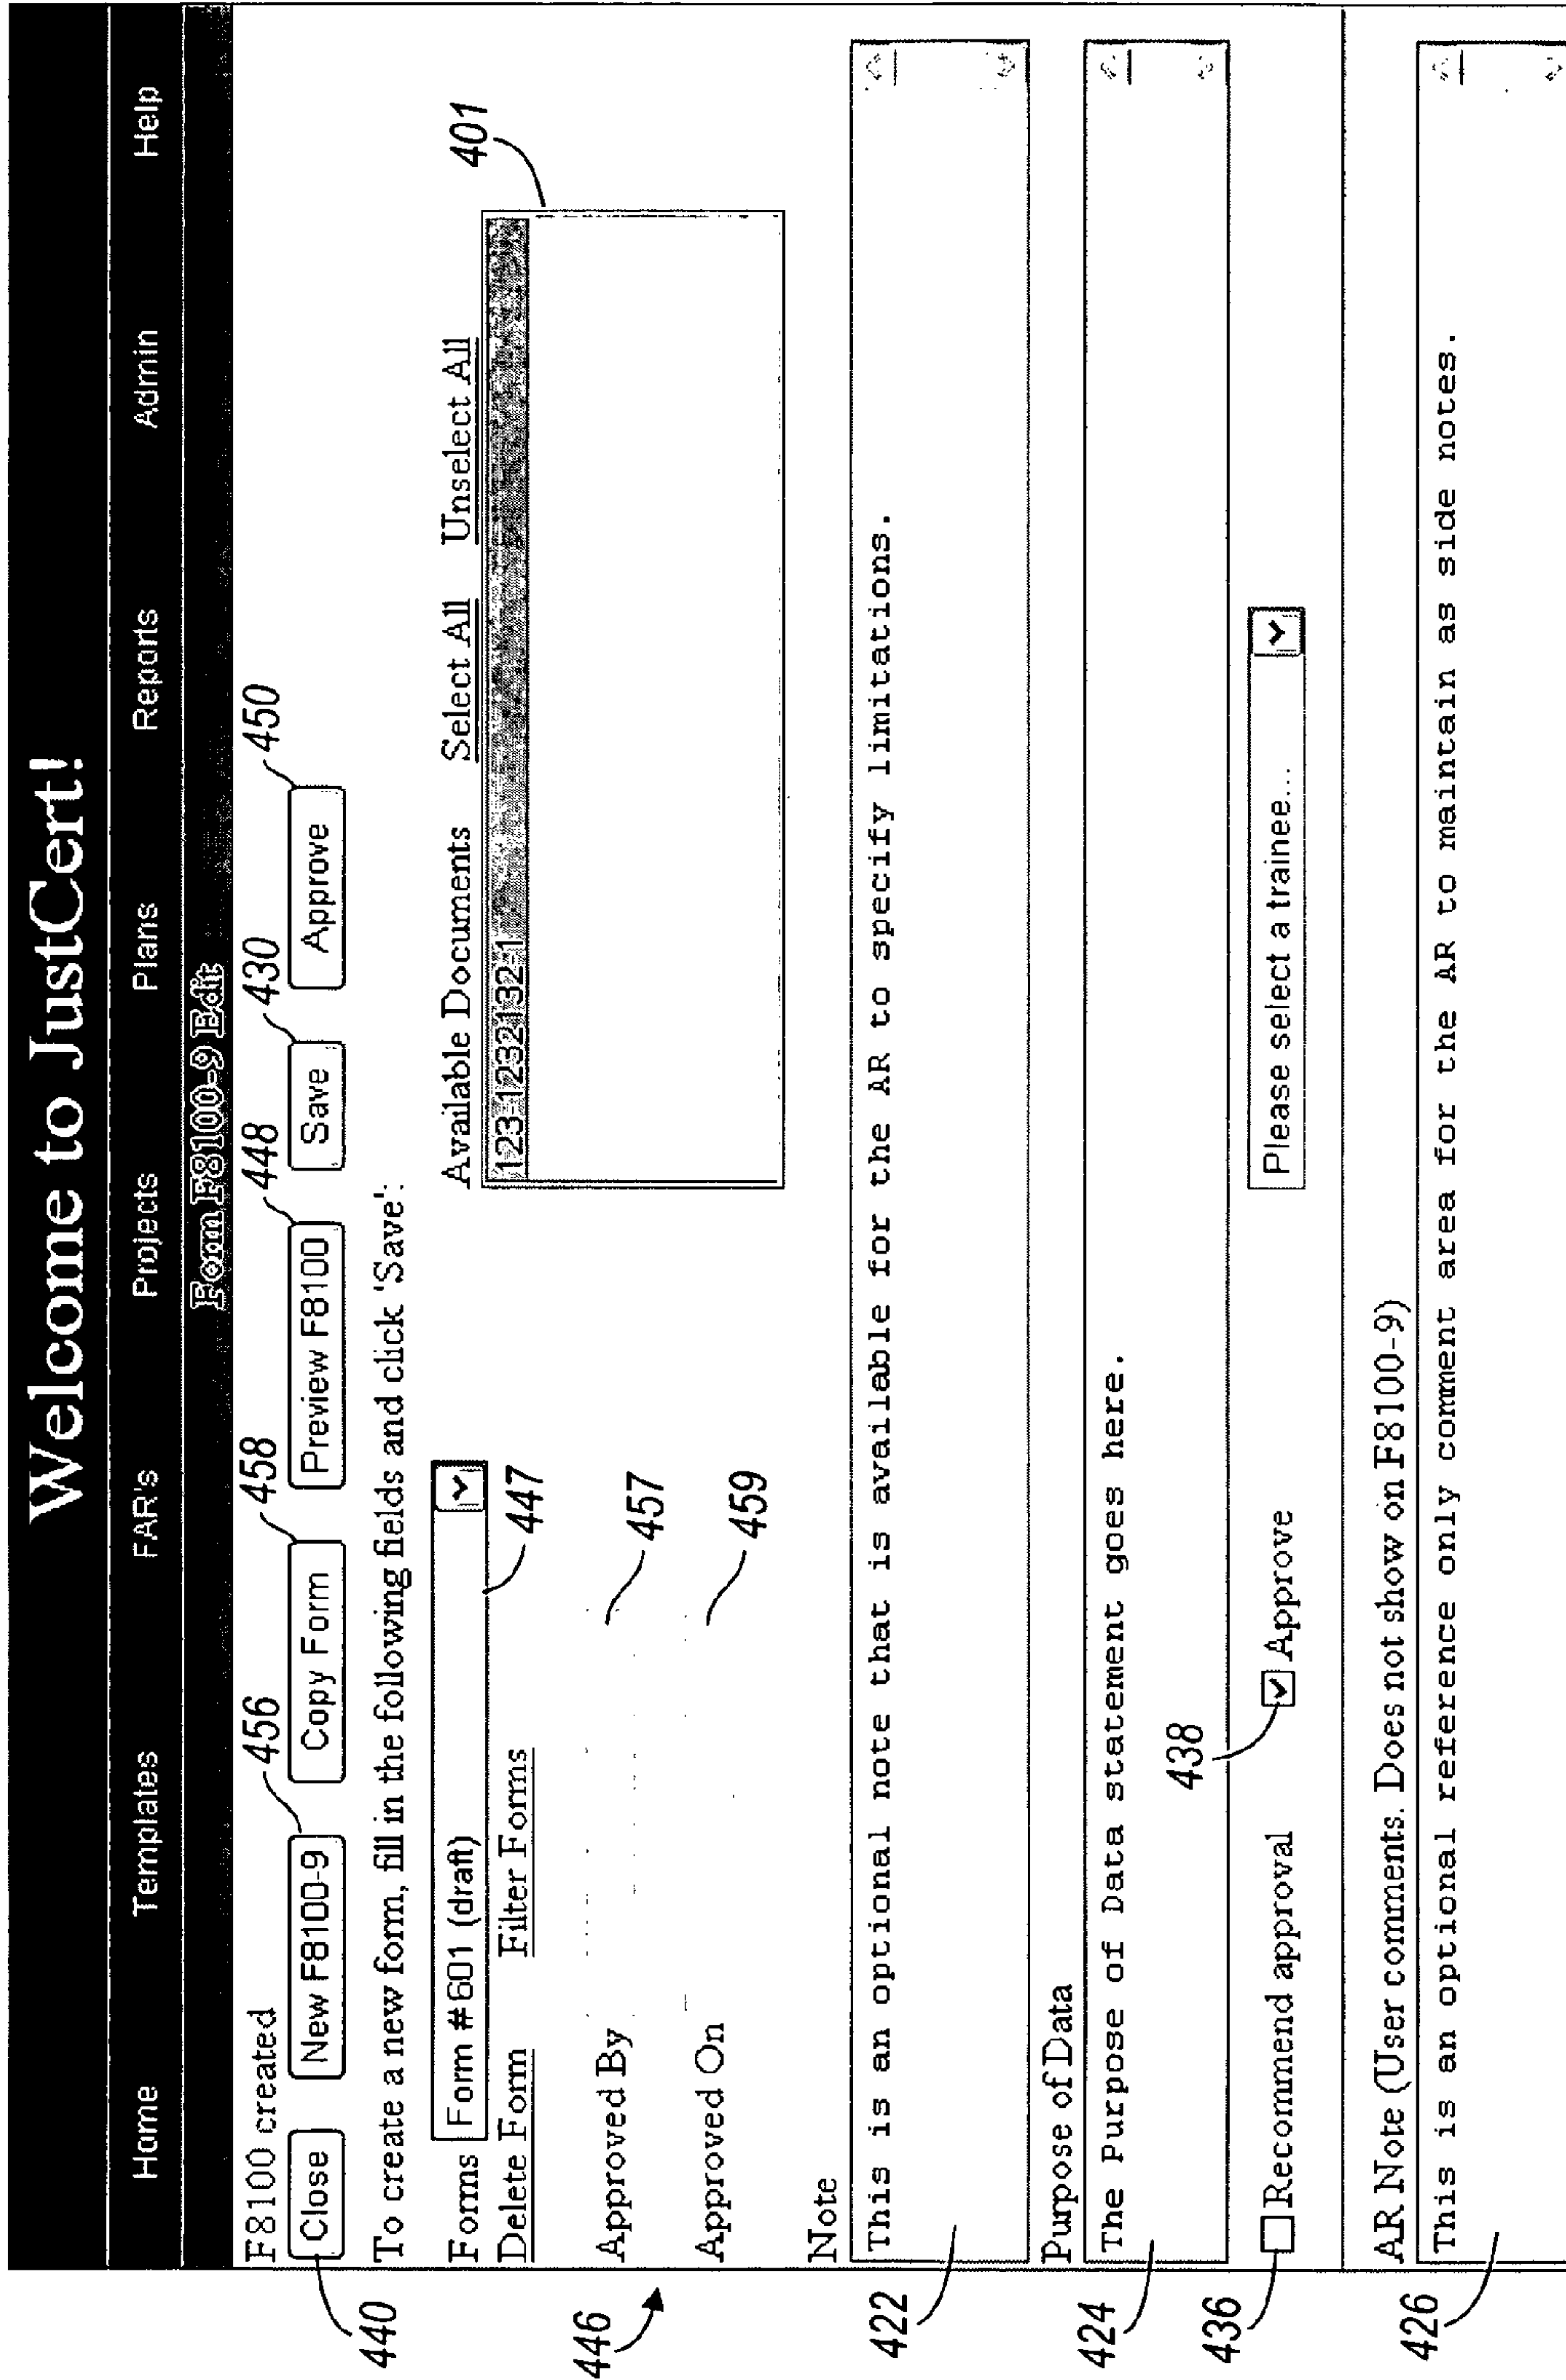 Welcome to JustCert!
Home Templates FAR's Projects Plans Reports Admin Help
Form F8100-9 Edit
F8100 created 456 458 448 430 450
Close New F8100-9 Copy Form Preview F8100 Save Approve
440
To create a new form, fill in the following fields and click 'Save':
Forms Form #601 (draft) Available Documents Select All Unselect All 401
Delete Form Filter Forms 447 123-1232132-1
446 Approved By 457
Approved On 459
Note
422 This is an optional note that is available for the AR to specify limitations.
Purpose of Data
424 The Purpose of Data statement goes here.
438
436 Recommend approval Approve Please select a trainee...
AR Note (User comments. Does not show on F8100-9)
426 This is an optional reference only comment area for the AR to maintain as side notes.